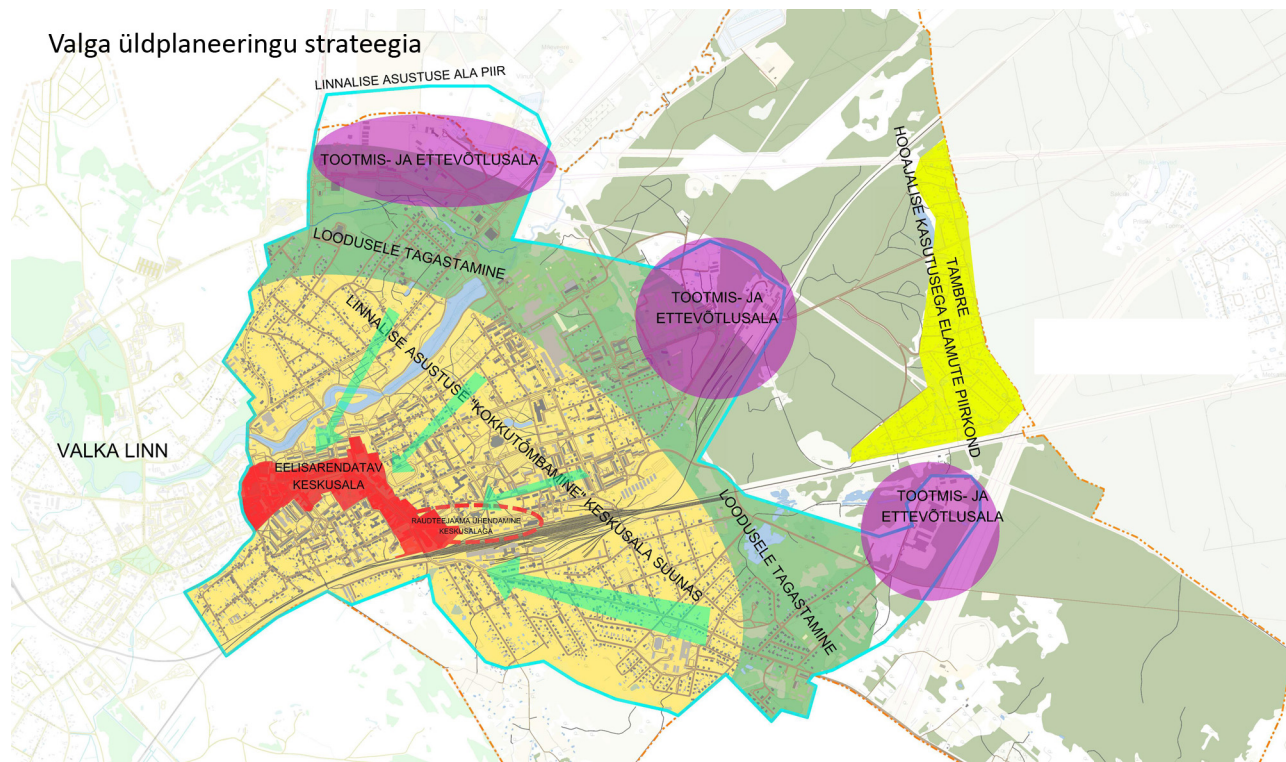 Valga üldplaneeringu strateegia
LINNALISE ASUSTUSE ALA PIIR
TOOTMIS- JA ETTEVÕTLUSALA
LOODUSELE TAGASTAMINE
TOOTMIS- JA
ETTEVÕTLUSALA
HOOAJALISE KASUTUSEGA ELAMUTE PIIRKOND
TAMBRE
LINNALISE ASUSTUSE "KOKKUTÕMBAMINE" KESKUSALA SUUNAS
VALKA LINN
EELISARENDATAV
KESKUSALA
RAUDTEEJAAMA ÜHENDAMINE
KESKUSALAGA
LOODUSELE TAGASTAMINE
TOOTMIS- JA
ETTEVÕTLUSALA